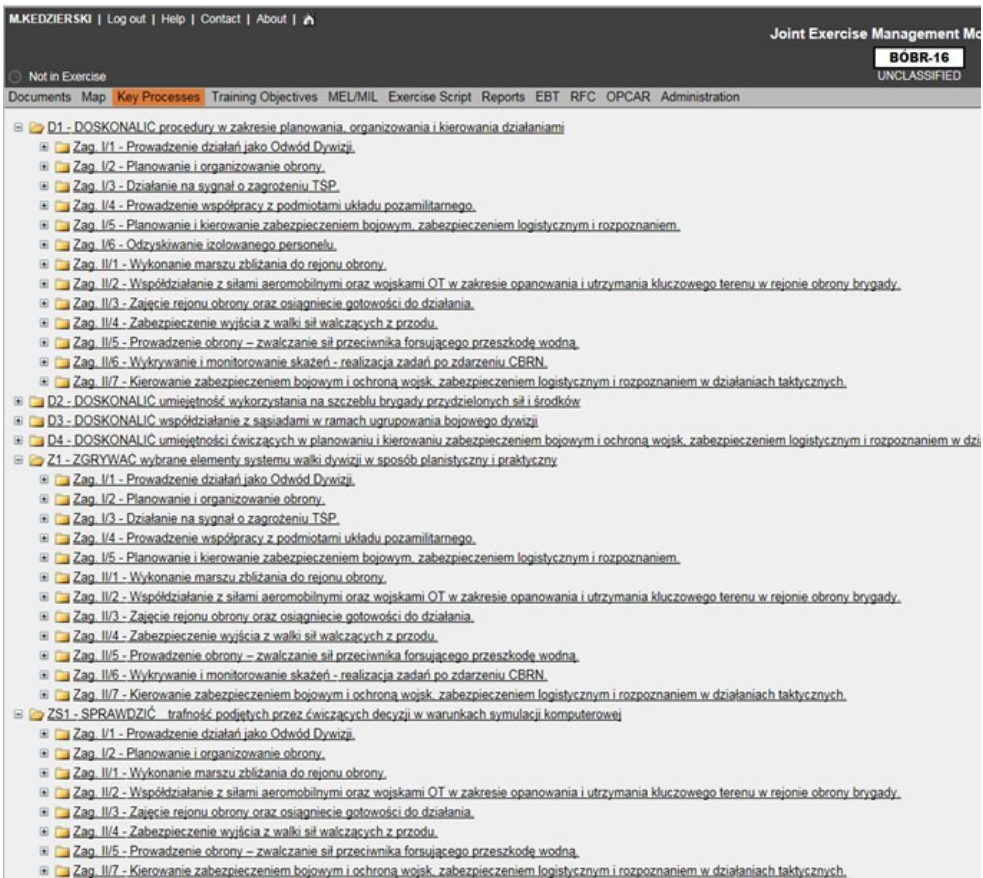 M.KEDZIERSKI | Log out | Help | Contact | About |
Joint Exercise Management Mo
BÓBR-16
Not in Exercise
UNCLASSIFIED
Documents Map Key Processes Training Objectives MEL/MIL Exercise Script Reports EBT RFC OPCAR Administration
D1 - DOSKONALIĆ procedury w zakresie planowania, organizowania i kierowania działaniami
Zag. I/1 - Prowadzenie działań jako Odwód Dywizji.
Zag. I/2 - Planowanie i organizowanie obrony.
Zag. I/3 - Działanie na sygnał o zagrożeniu TŚP.
Zag. I/4 - Prowadzenie współpracy z podmiotami układu pozamilitarnego.
Zag. I/5 - Planowanie i kierowanie zabezpieczeniem bojowym, zabezpieczeniem logistycznym i rozpoznaniem.
Zag. I/6 - Odzyskiwanie izolowanego personelu.
Zag. II/1 - Wykonanie marszu zbliżania do rejonu obrony.
Zag. II/2 - Współdziałanie z siłami aeromobilnymi oraz wojskami OT w zakresie opanowania i utrzymania kluczowego terenu w rejonie obrony brygady.
Zag. II/3 - Zajęcie rejonu obrony oraz osiągniecie gotowości do działania.
Zag. II/4 - Zabezpieczenie wyjścia z walki sił walczących z przodu.
Zag. II/5 - Prowadzenie obrony – zwalczanie sił przeciwnika forsującego przeszkodę wodną.
Zag. II/6 - Wykrywanie i monitorowanie skażeń - realizacja zadań po zdarzeniu CBRN.
Zag. II/7 - Kierowanie zabezpieczeniem bojowym i ochroną wojsk, zabezpieczeniem logistycznym i rozpoznaniem w działaniach taktycznych.
D2 - DOSKONALIĆ umiejętność wykorzystania na szczeblu brygady przydzielonych sił i środków
D3 - DOSKONALIĆ współdziałanie z sąsiadami w ramach ugrupowania bojowego dywizji
D4 - DOSKONALIĆ umiejętności ćwiczących w planowaniu i kierowaniu zabezpieczeniem bojowym i ochroną wojsk, zabezpieczeniem logistycznym i rozpoznaniem w dzia
Z1 - ZGRYWAĆ wybrane elementy systemu walki dywizji w sposób planistyczny i praktyczny
Zag. I/1 - Prowadzenie działań jako Odwód Dywizji.
Zag. I/2 - Planowanie i organizowanie obrony.
Zag. I/3 - Działanie na sygnał o zagrożeniu TŚP.
Zag. I/4 - Prowadzenie współpracy z podmiotami układu pozamilitarnego.
Zag. I/5 - Planowanie i kierowanie zabezpieczeniem bojowym, zabezpieczeniem logistycznym i rozpoznaniem.
Zag. II/1 - Wykonanie marszu zbliżania do rejonu obrony.
Zag. II/2 - Współdziałanie z siłami aeromobilnymi oraz wojskami OT w zakresie opanowania i utrzymania kluczowego terenu w rejonie obrony brygady.
Zag. II/3 - Zajęcie rejonu obrony oraz osiągniecie gotowości do działania.
Zag. II/4 - Zabezpieczenie wyjścia z walki sił walczących z przodu.
Zag. II/5 - Prowadzenie obrony – zwalczanie sił przeciwnika forsującego przeszkodę wodną.
Zag. II/6 - Wykrywanie i monitorowanie skażeń - realizacja zadań po zdarzeniu CBRN.
Zag. II/7 - Kierowanie zabezpieczeniem bojowym i ochroną wojsk, zabezpieczeniem logistycznym i rozpoznaniem w działaniach taktycznych.
ZS1 - SPRAWDZIĆ trafność podjętych przez ćwiczących decyzji w warunkach symulacji komputerowej
Zag. I/1 - Prowadzenie działań jako Odwód Dywizji.
Zag. I/2 - Planowanie i organizowanie obrony.
Zag. II/1 - Wykonanie marszu zbliżania do rejonu obrony.
Zag. II/2 - Współdziałanie z siłami aeromobilnymi oraz wojskami OT w zakresie opanowania i utrzymania kluczowego terenu w rejonie obrony brygady.
Zag. II/3 - Zajęcie rejonu obrony oraz osiągniecie gotowości do działania.
Zag. II/4 - Zabezpieczenie wyjścia z walki sił walczących z przodu.
Zag. II/5 - Prowadzenie obrony – zwalczanie sił przeciwnika forsującego przeszkodę wodną.
Zag. II/7 - Kierowanie zabezpieczeniem bojowym i ochroną wojsk, zabezpieczeniem logistycznym i rozpoznaniem w działaniach taktycznych.